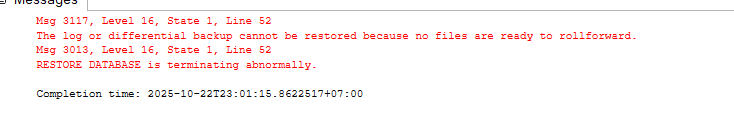 Messages
Msg 3117, Level 16, State 1, Line 52
The log or differential backup cannot be restored because no files are ready to rollforward.
Msg 3013, Level 16, State 1, Line 52
RESTORE DATABASE is terminating abnormally.
Completion time: 2025-10-22T23:01:15.8622517+07:00